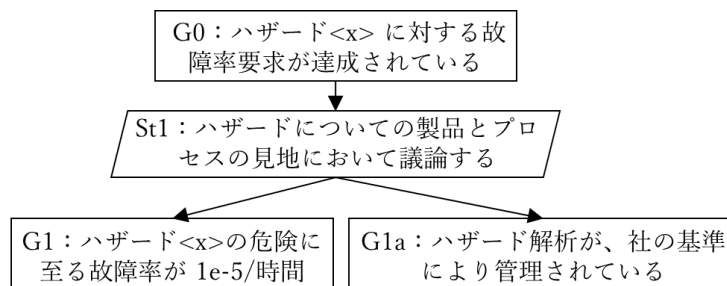 G0：ハザード<x> に対する故
障率要求が達成されている
St1：ハザードについての製品とプロ
セスの見地において議論する
G1：ハザード<x>の危険に
至る故障率が 1e-5/時間
G1a：ハザード解析が、社の基準
により管理されている